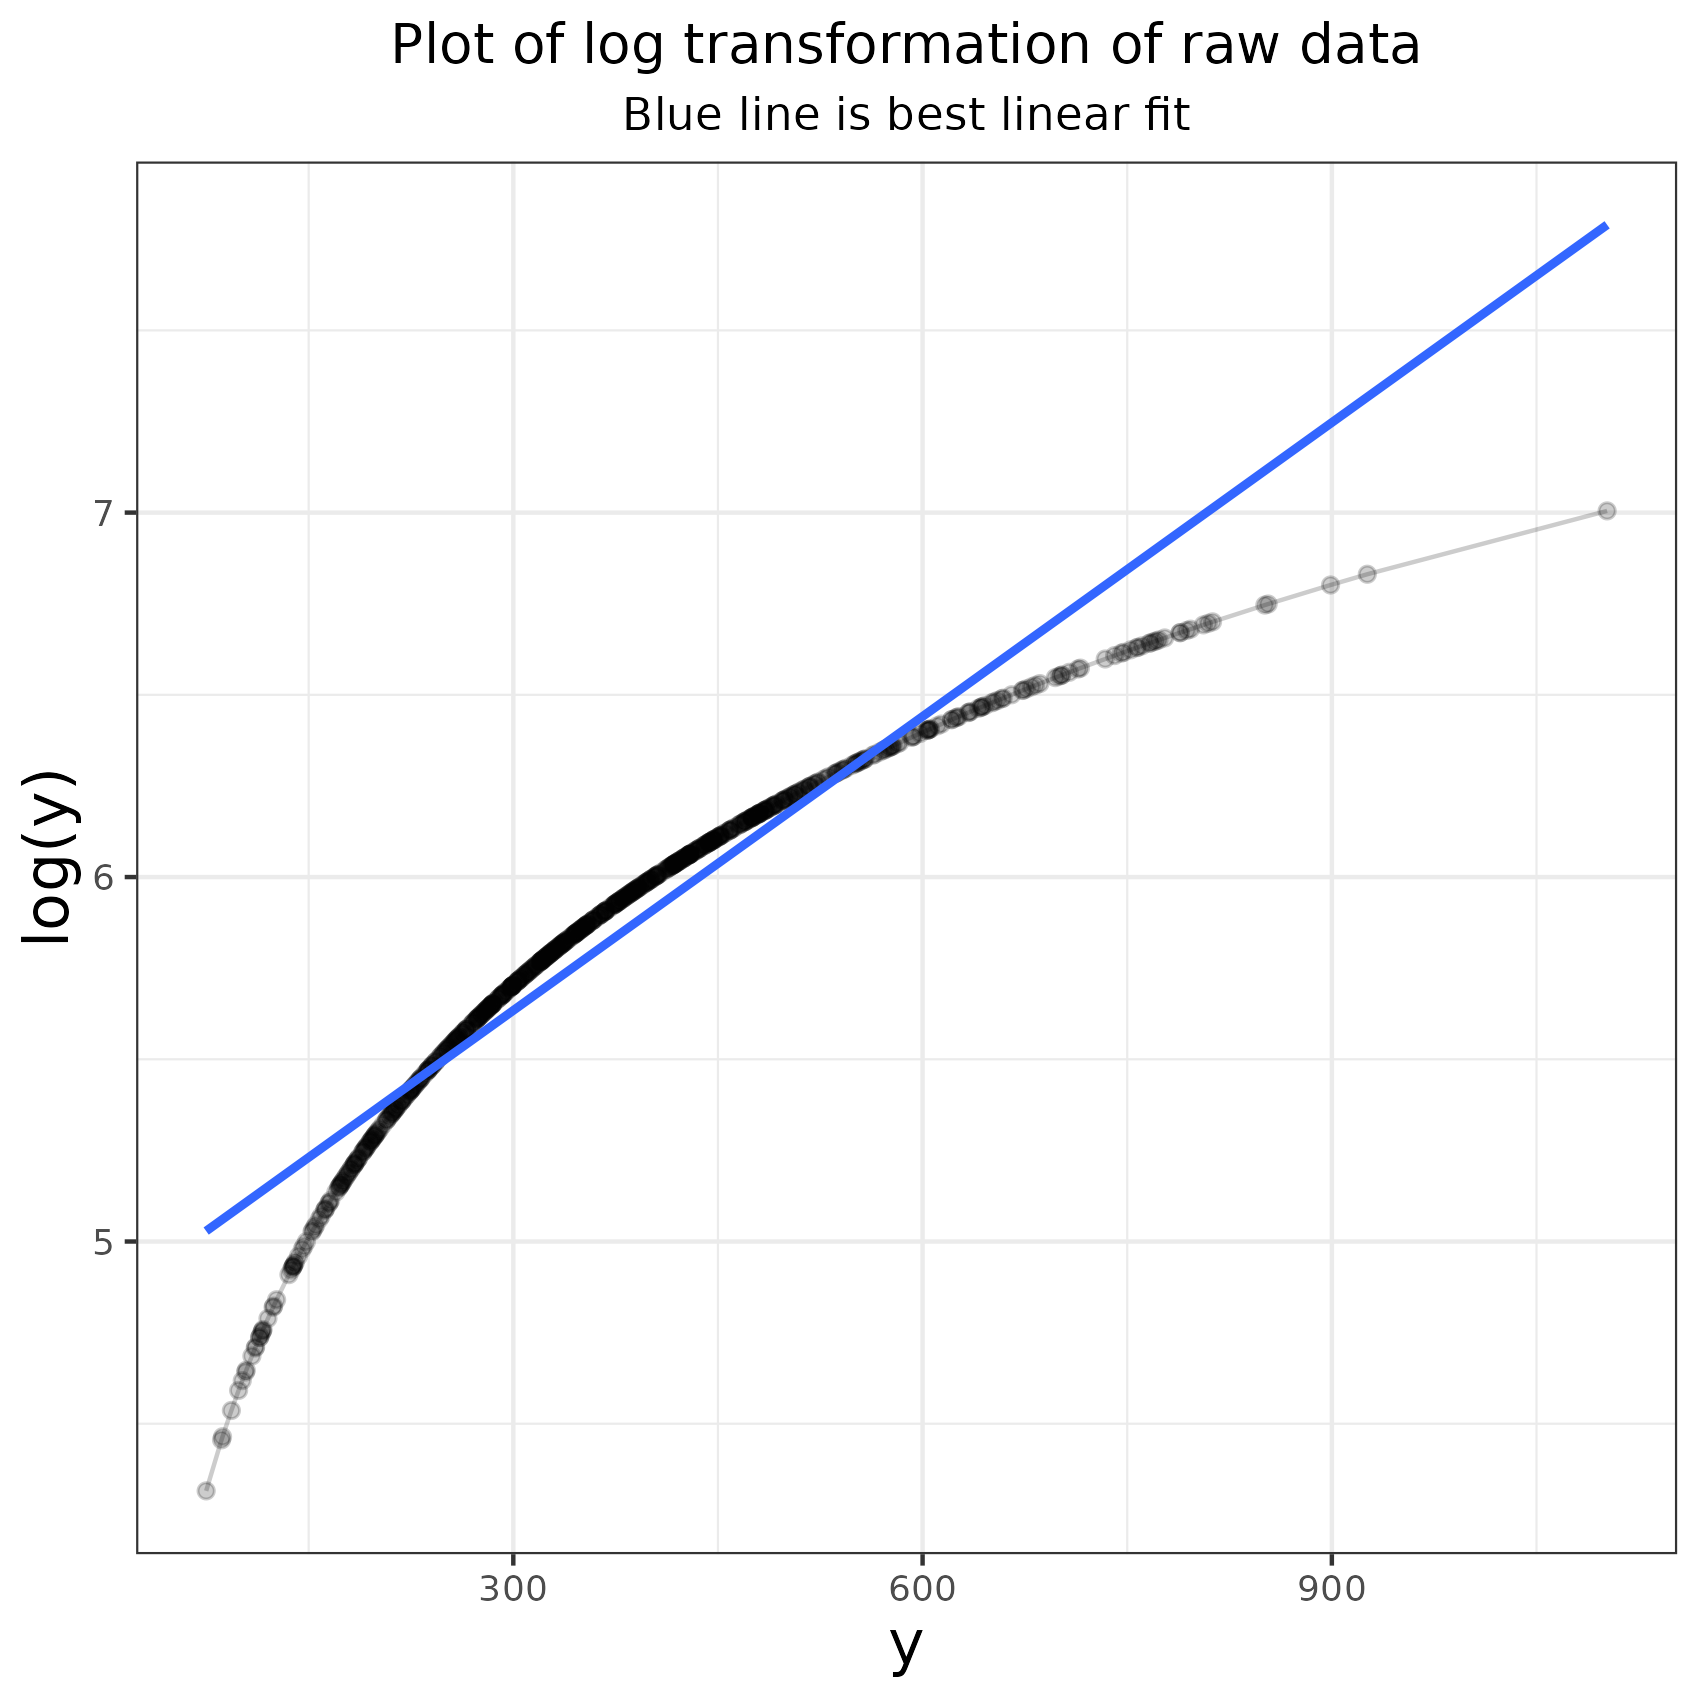 Plot of log transformation of raw data
Blue line is best linear fit
log(y)
7
6
5
300 600 900
y